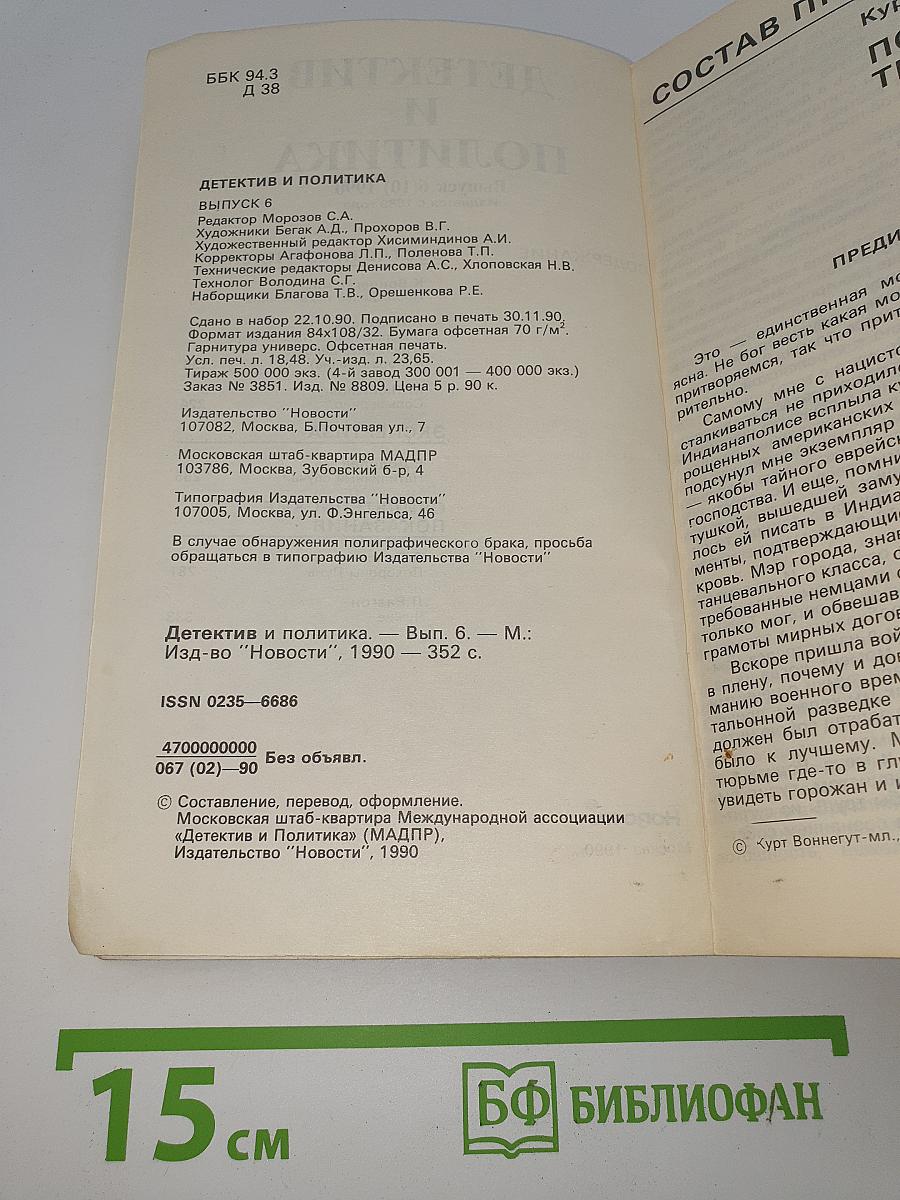 ББК 94.3
Д 38
ДЕТЕКТИВ И ПОЛИТИКА
ВЫПУСК 6
Редактор Морозов С.А.
Художники Бегак А.Д., Прохоров В.Г.
Художественный редактор Хисиминдинов А.И.
Корректоры Агафонова Л.П., Поленова Т.П.
Технические редакторы Денисова А.С., Хлоповская Н.В.
Технолог Володина С.Г.
Наборщики Благова Т.В., Орешенкова Р.Е.
Сдано в набор 22.10.90. Подписано в печать 30.11.90.
Формат издания 84х108/32. Бумага офсетная 70 г/м².
Гарнитура универс. Офсетная печать.
Усл. печ. л. 18,48. Уч.-изд. л. 23,65.
Тираж 500 000 экз. (4-й завод 300 001 — 400 000 экз.)
Заказ № 3851. Изд. № 8809. Цена 5 р. 90 к.
Издательство "Новости"
107082, Москва, Б.Почтовая ул., 7
Московская штаб-квартира МАДПР
103786, Москва, Зубовский б-р, 4
Типография Издательства "Новости"
107005, Москва, ул. Ф.Энгельса, 46
В случае обнаружения полиграфического брака, просьба
обращаться в типографию Издательства "Новости"
Детектив и политика. — Вып. 6. — М.:
Изд-во "Новости", 1990 — 352 с.
ISSN 0235—6686
4700000000
067 (02)—90 Без объявл.
© Составление, перевод, оформление.
Московская штаб-квартира Международной ассоциации
«Детектив и Политика» (МАДПР),
Издательство "Новости", 1990
СОСТАВ
ПРЕДИ
Это — единственная мо
ясна. Не бог весть какая мо
притворяемся, так что прит
рительно.
Самому мне с нацист
сталкиваться не приходил
Индианаполисе всплыла к
рощенных американских
подсунул мне экземпляр
— якобы тайного еврей
господства. И еще, помн
тушкой, вышедшей заму
лось ей писать в Индиа
менты, подтверждающи
кровь. Мэр города, зна
танцевального класса, с
требованные немцами
только мог, и обвешав
грамоты мирных догов
Вскоре пришла вой
в плену, почему и дов
манию военного врем
тальонной разведке
должен был отрабат
было к лучшему. М
тюрьме где-то в гл
увидеть горожан и
© Курт Воннегут-мл.,
15 см
БФ БИБЛИОФАН